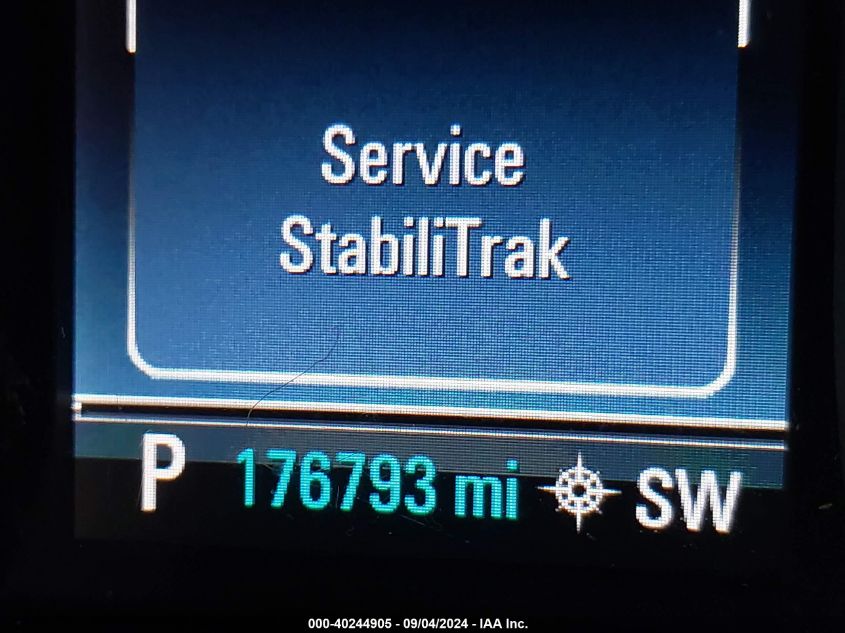 Service
StabiliTrak
P 176793 mi SW
000-40244905 - 09/04/2024 - IAA Inc.